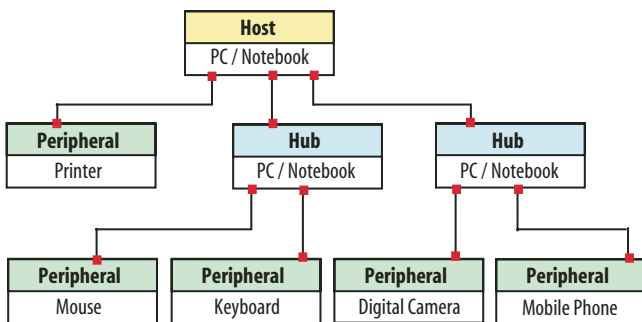 Host
PC / Notebook
Peripheral
Printer
Hub
PC / Notebook
Hub
PC / Notebook
Peripheral
Mouse
Peripheral
Keyboard
Peripheral
Digital Camera
Peripheral
Mobile Phone